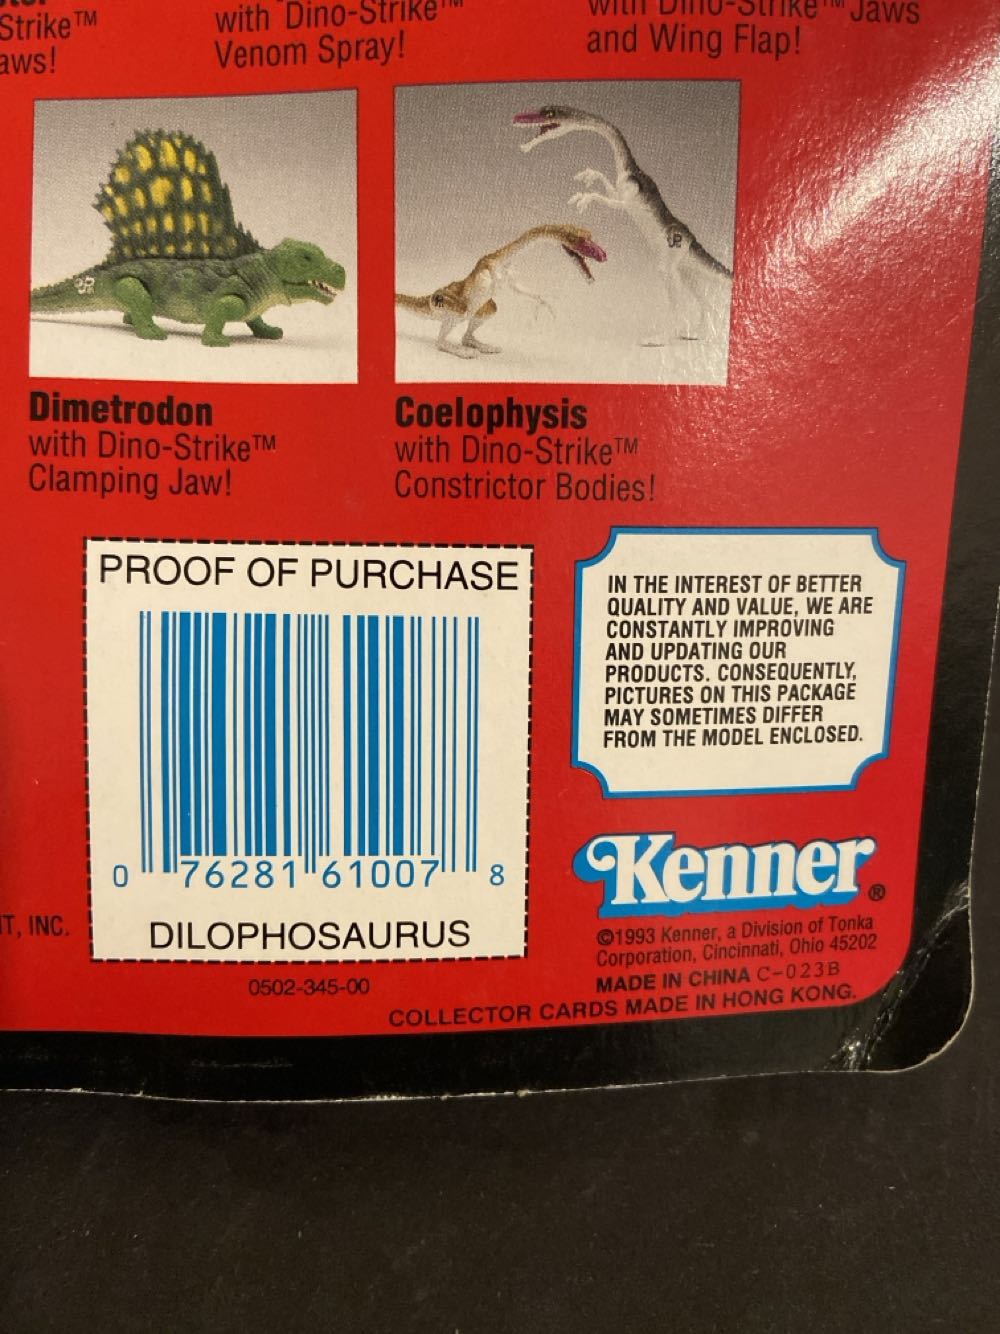 Strike™
aws!
with Dino-Strike™
Venom Spray!
with Dino-Strike™ Jaws
and Wing Flap!
Dimetrodon
with Dino-Strike™
Clamping Jaw!
Coelophysis
with Dino-Strike™
Constrictor Bodies!
PROOF OF PURCHASE
0 76281 61007 8
DILOPHOSAURUS
0502-345-00
IN THE INTEREST OF BETTER
QUALITY AND VALUE, WE ARE
CONSTANTLY IMPROVING
AND UPDATING OUR
PRODUCTS. CONSEQUENTLY,
PICTURES ON THIS PACKAGE
MAY SOMETIMES DIFFER
FROM THE MODEL ENCLOSED.
Kenner®
T, INC.
©1993 Kenner, a Division of Tonka
Corporation, Cincinnati, Ohio 45202
MADE IN CHINA C-023B
COLLECTOR CARDS MADE IN HONG KONG.